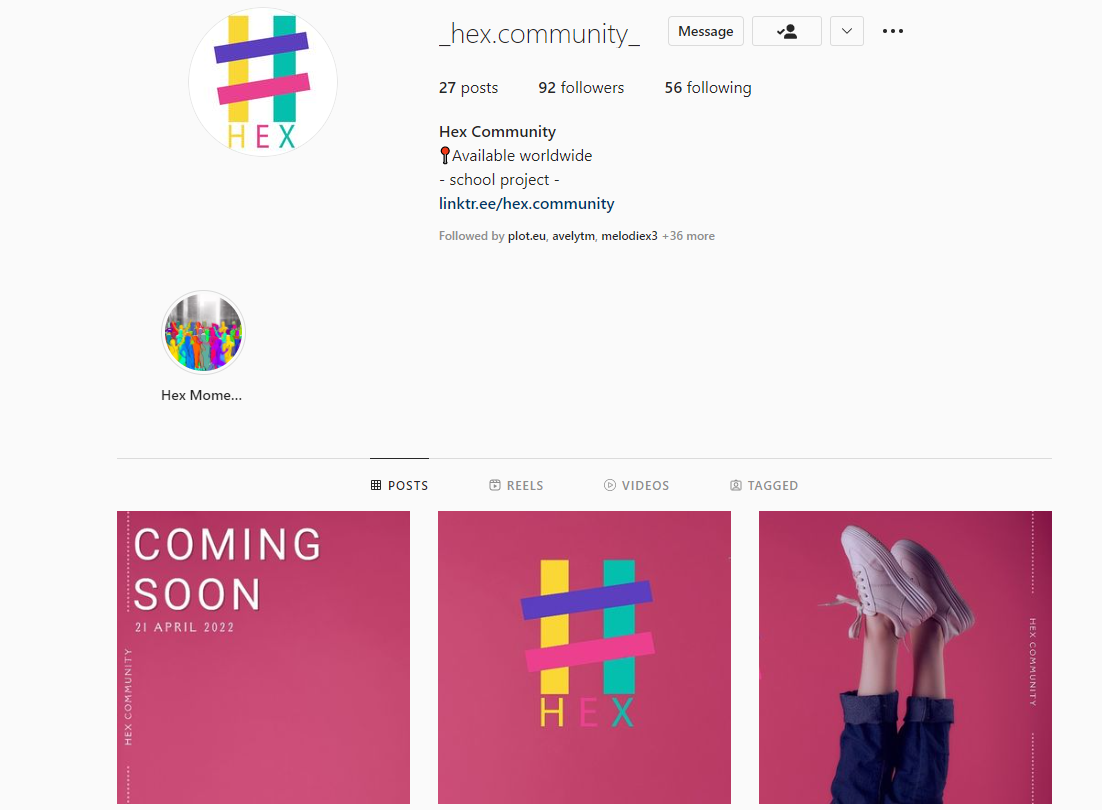 HEX
_hex.community_
Message
27 posts 92 followers 56 following
Hex Community
📍Available worldwide
- school project -
linktr.ee/hex.community
Followed by plot.eu, avelytm, melodiex3 +36 more
Hex Mome...
POSTS REELS VIDEOS TAGGED
COMING
SOON
21 APRIL 2022
HEX COMMUNITY
HEX
HEX COMMUNITY